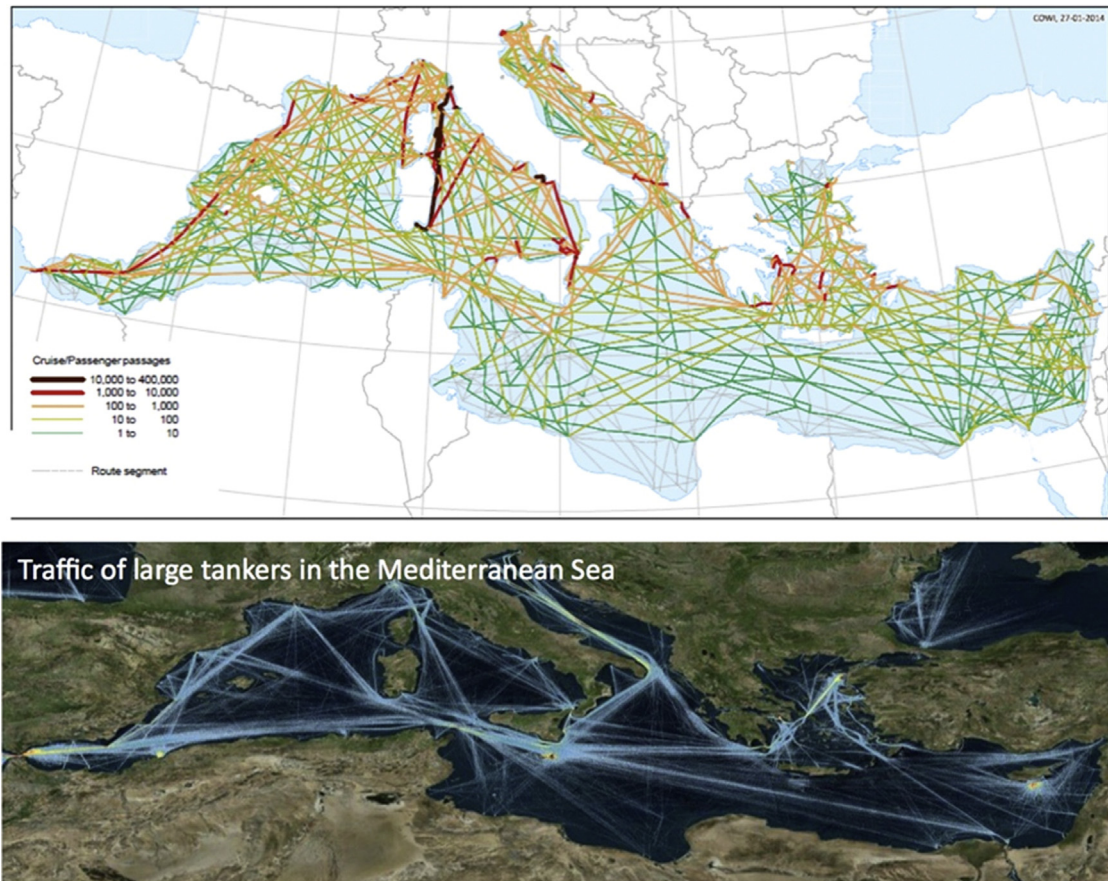 COWI, 27-01-2014
Cruise/Passenger passages
10,000 to 400,000
1,000 to 10,000
100 to 1,000
10 to 100
1 to 10
Route segment
Traffic of large tankers in the Mediterranean Sea